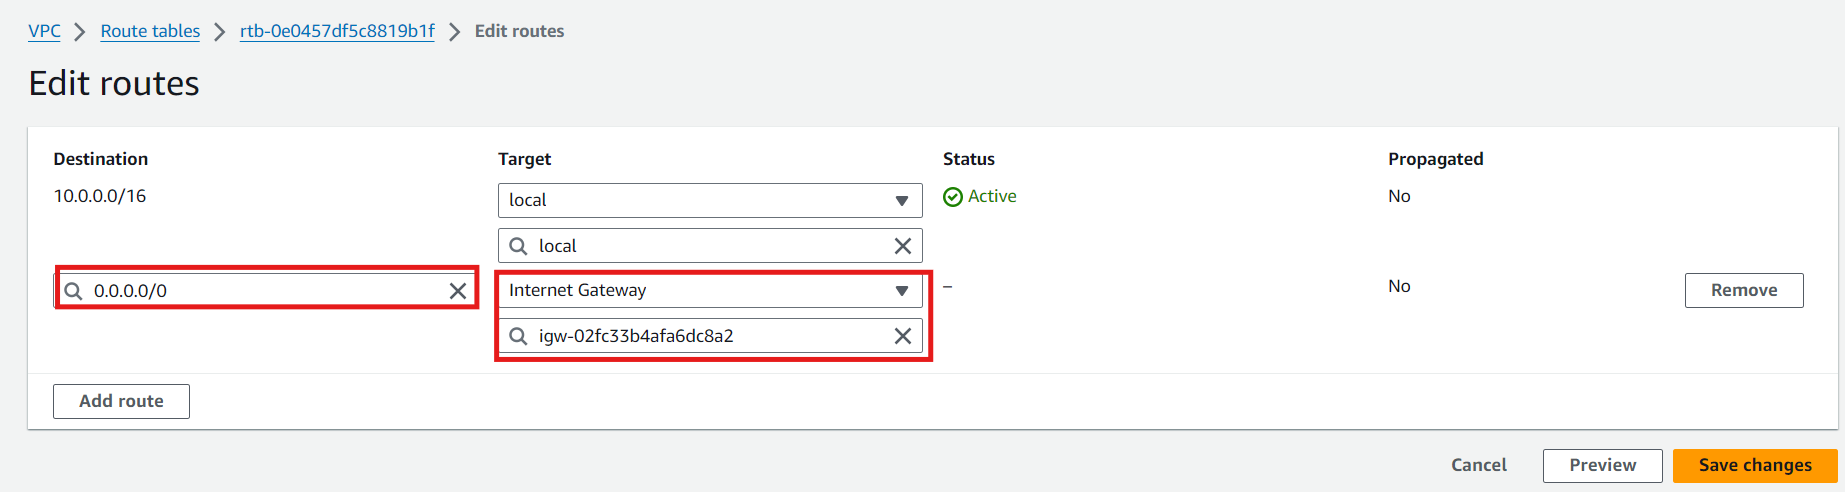 VPC > Route tables > rtb-0e0457df5c8819b1f > Edit routes
Edit routes
Destination Target Status Propagated
10.0.0.0/16 local Active No
local
0.0.0.0/0 Internet Gateway – No Remove
igw-02fc33b4afa6dc8a2
Add route
Cancel Preview Save changes